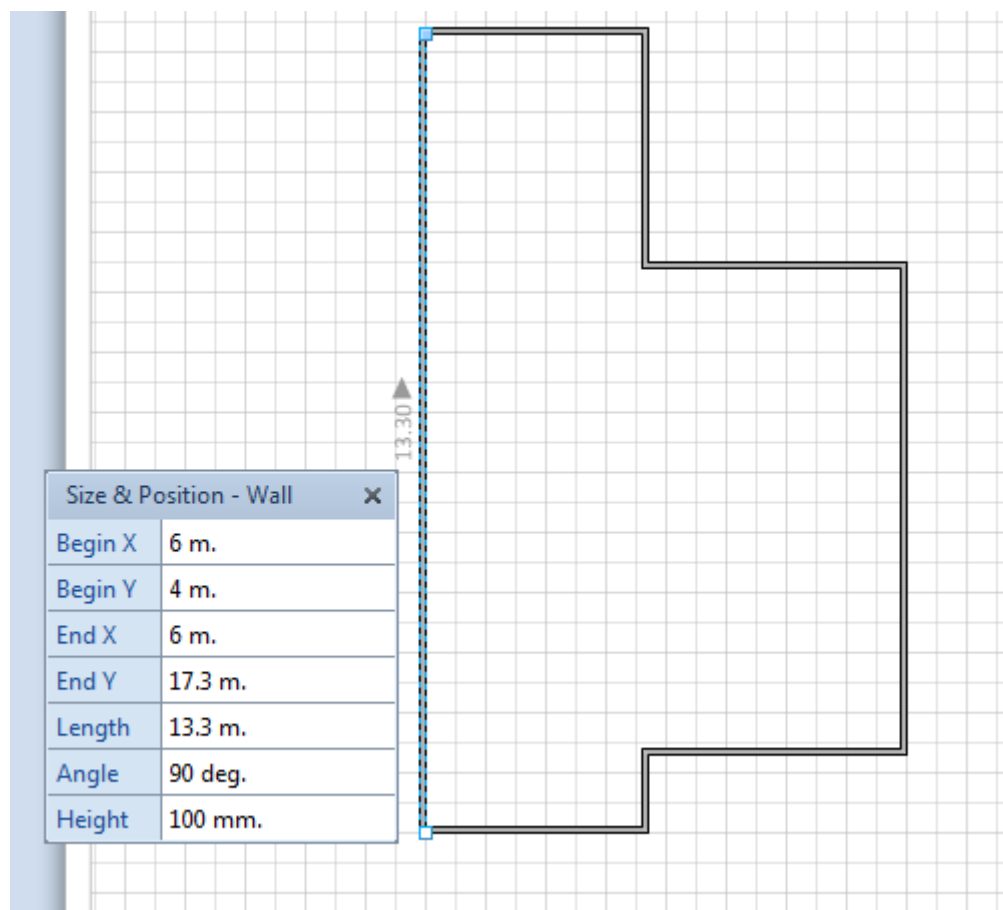 13.30
Size & Position - Wall
Begin X 6 m.
Begin Y 4 m.
End X 6 m.
End Y 17.3 m.
Length 13.3 m.
Angle 90 deg.
Height 100 mm.